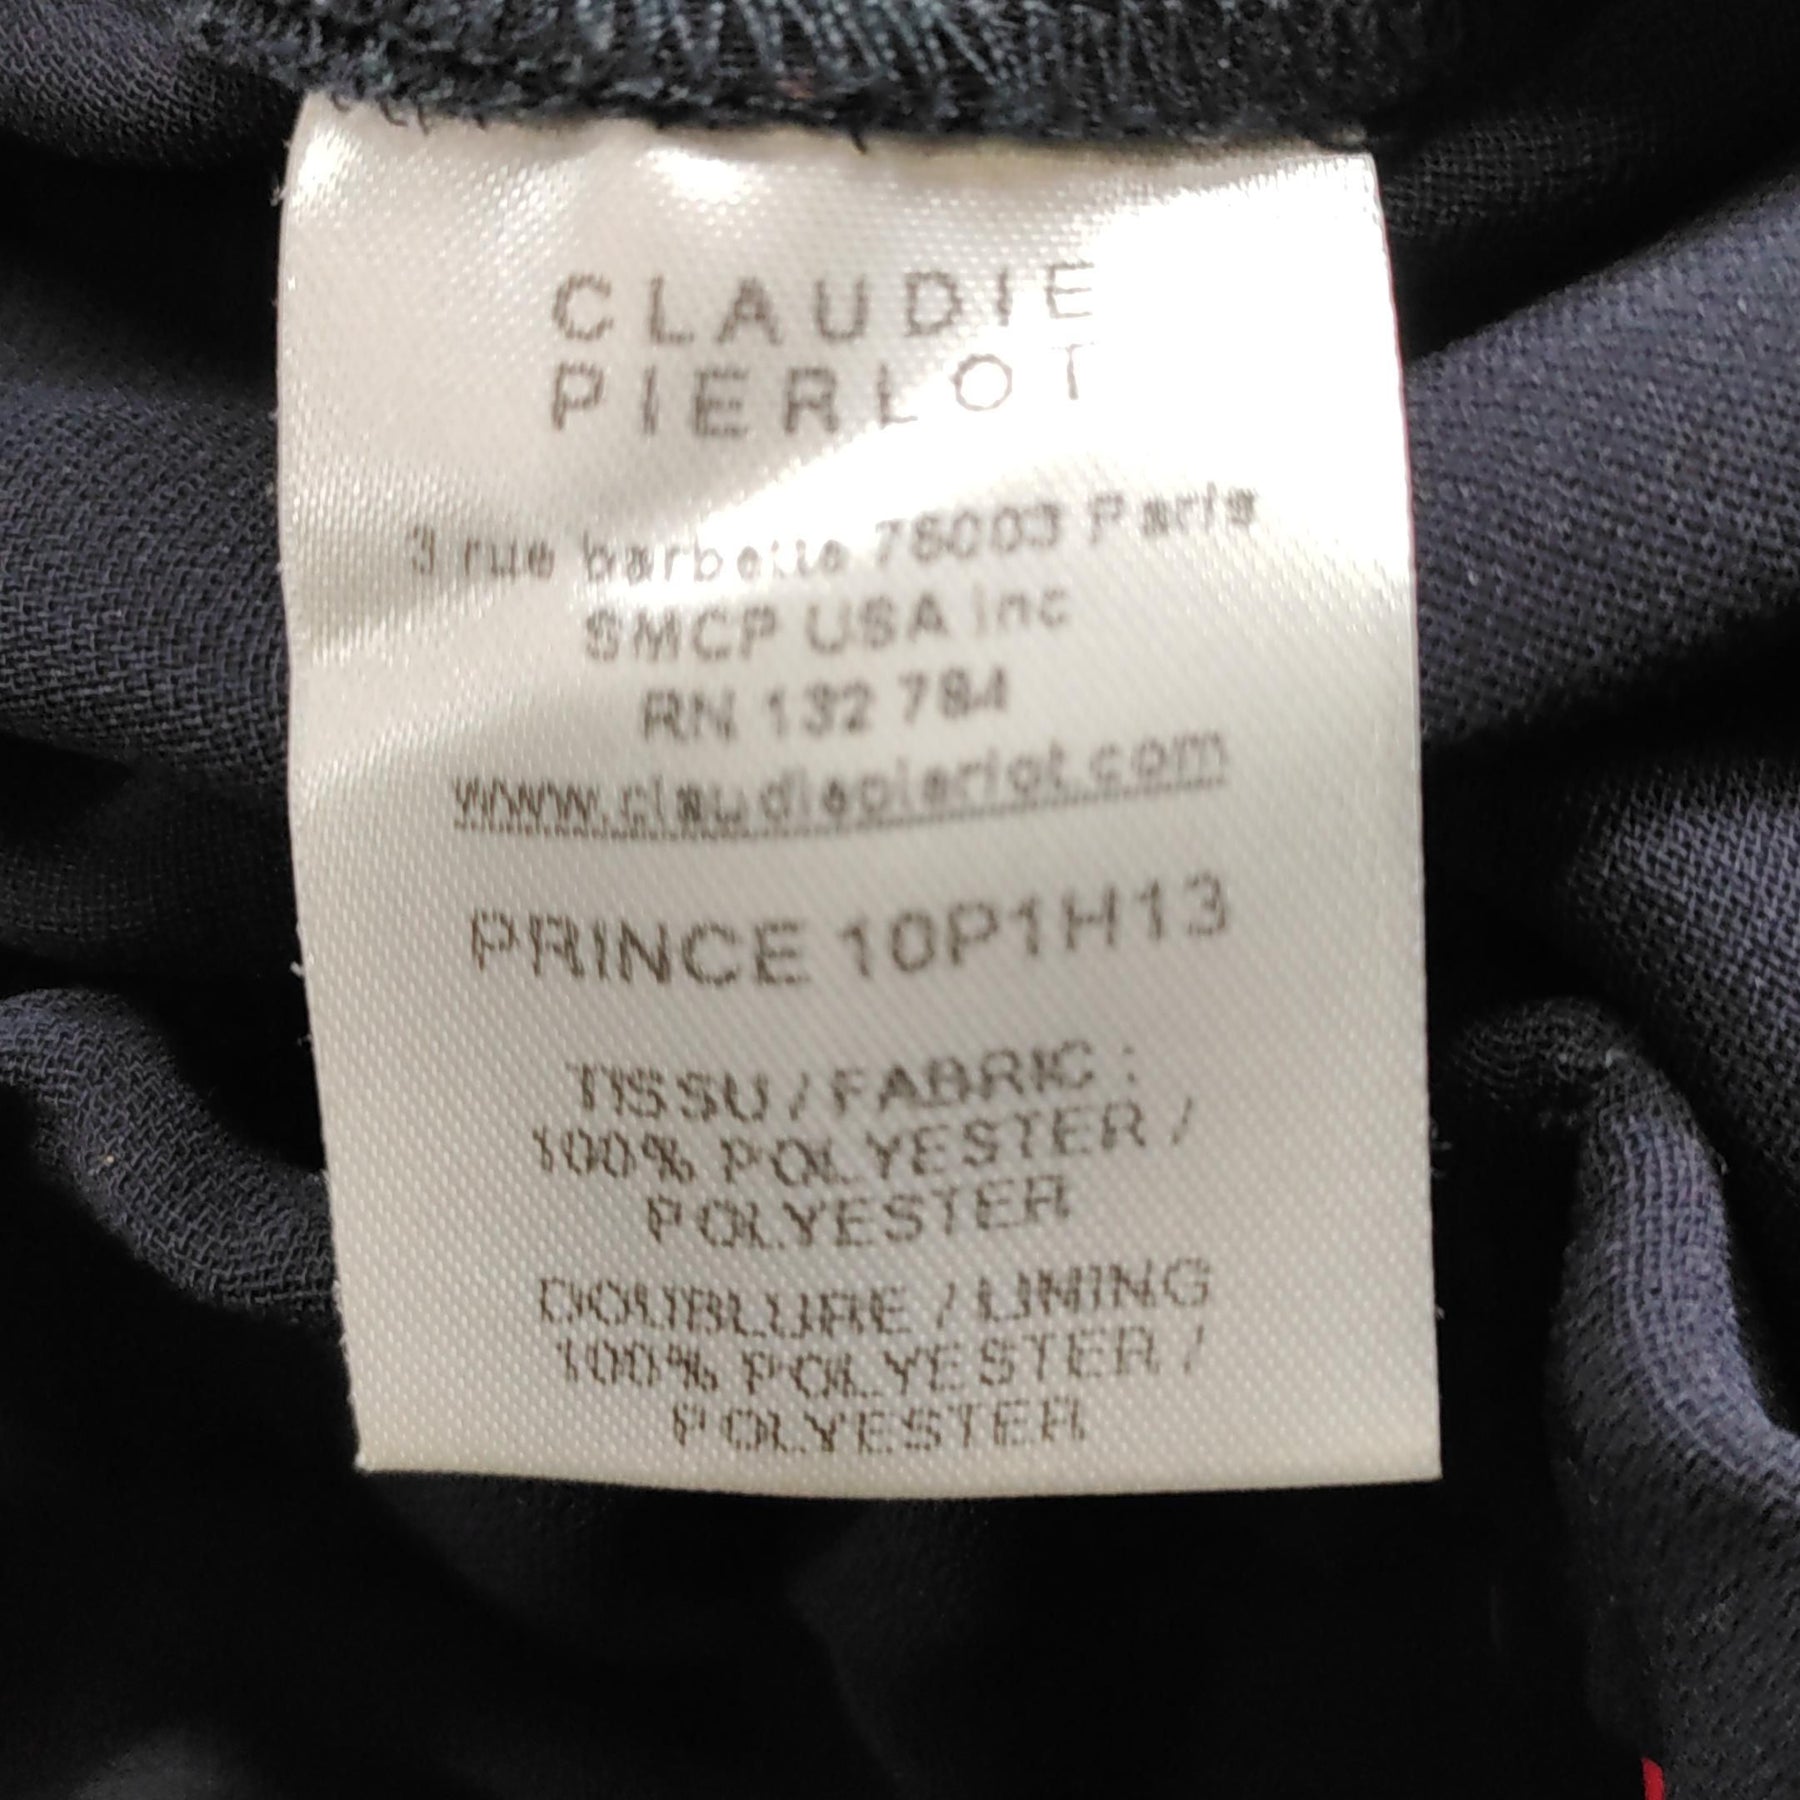 CLAUDIE
PIERLOT
3 rue barbette 75003 Paris
SMCP USA Inc
RN 132 784
www.claudiepierlot.com
PRINCE 10P1H13
TISSU / FABRIC :
100% POLYESTER /
POLYESTER
DOUBLURE / LINING
100% POLYESTER /
POLYESTER